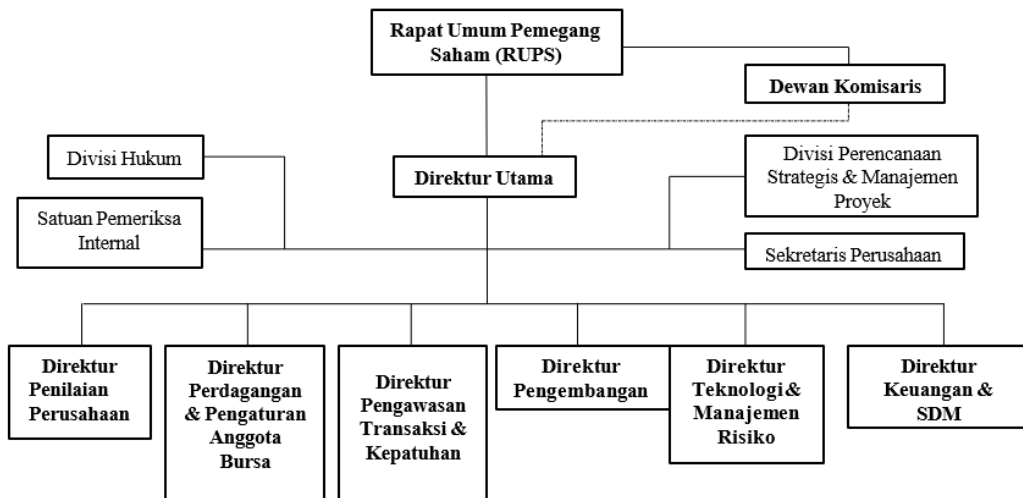 Rapat Umum Pemegang
Saham (RUPS)
Dewan Komisaris
Divisi Hukum
Direktur Utama
Divisi Perencanaan
Strategis & Manajemen
Proyek
Satuan Pemeriksa
Internal
Sekretaris Perusahaan
Direktur
Penilaian
Perusahaan
Direktur
Perdagangan
& Pengaturan
Anggota
Bursa
Direktur
Pengawasan
Transaksi &
Kepatuhan
Direktur
Pengembangan
Direktur
Teknologi &
Manajemen
Risiko
Direktur
Keuangan &
SDM